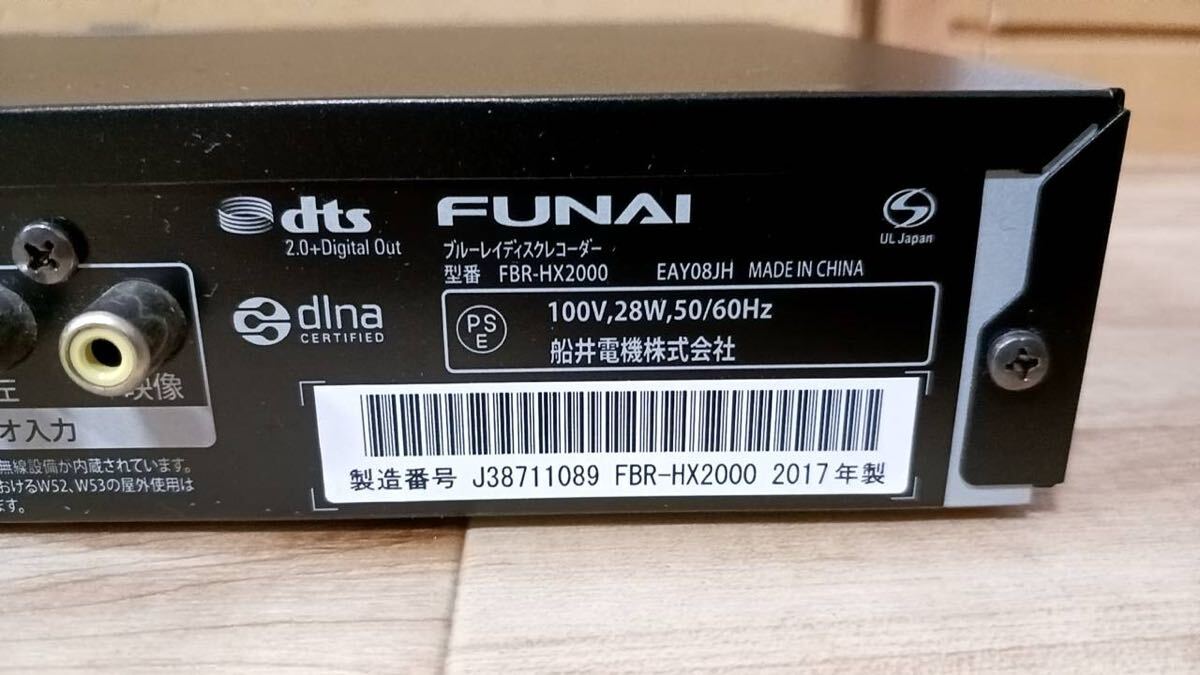 dts
2.0+Digital Out
FUNAI
ブルーレイディスクレコーダー
型番 FBR-HX2000 EAY08JH MADE IN CHINA
UL Japan
dlna
CERTIFIED
PS
E
100V,28W,50/60Hz
船井電機株式会社
左 映像
オ入力
無線設備が内蔵されています。
おけるW52、W53の屋外使用は
ます。
製造番号 J38711089 FBR-HX2000 2017年製